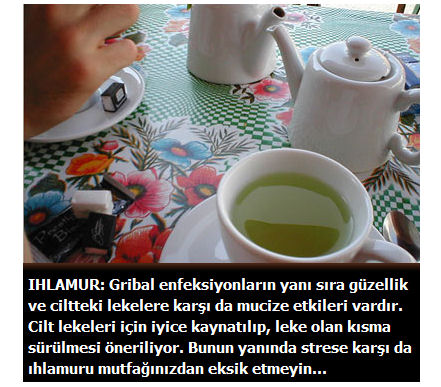 IHLAMUR: Gribal enfeksiyonların yanı sıra güzellik
ve ciltteki lekelere karşı da mucize etkileri vardır.
Cilt lekeleri için iyice kaynatılıp, leke olan kısma
sürülmesi öneriliyor. Bunun yanında strese karşı da
ıhlamuru mutfağınızdan eksik etmeyin...